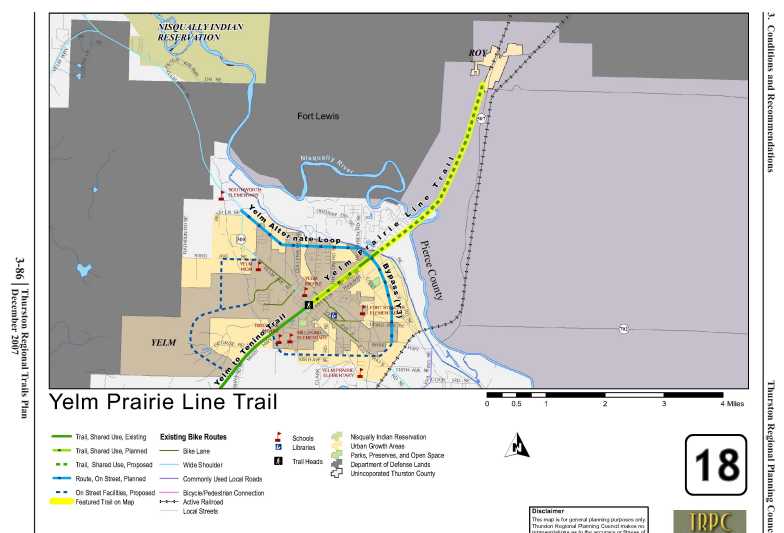 3. Conditions and Recommendations
NISQUALLY INDIAN
RESERVATION
YELM HWY
ROY
Fort Lewis
507
Nisqually River
SOUTHWORTH
ELEMENTARY
Yelm Alternate Loop
Yelm Prairie Line Trail
Pierce County
Bypass (Y3)
YELM
HIGH
YELM
MIDDLE
FORT STEVENS
ELEMENTARY
MILL POND
ELEMENTARY
YELM PRAIRIE
ELEMENTARY
YELM
Yelm to Tenino Trail
702
3-86
Thurston Regional Trails Plan
December 2007
Yelm Prairie Line Trail
0 0.5 1 2 3 4 Miles
Trail, Shared Use, Existing
Trail, Shared Use, Planned
Trail, Shared Use, Proposed
Route, On Street, Planned
On Street Facilities, Proposed
Featured Trail on Map
Existing Bike Routes
Bike Lane
Wide Shoulder
Commonly Used Local Roads
Bicycle/Pedestrian Connection
Active Railroad
Local Streets
Schools
Libraries
Trail Heads
Nisqually Indian Reservation
Urban Growth Areas
Parks, Preserves, and Open Space
Department of Defense Lands
Unincorporated Thurston County
N
18
Disclaimer
This map is for general planning purposes only.
Thurston Regional Planning Council makes no
TRPC
Thurston Regional Planning Counc